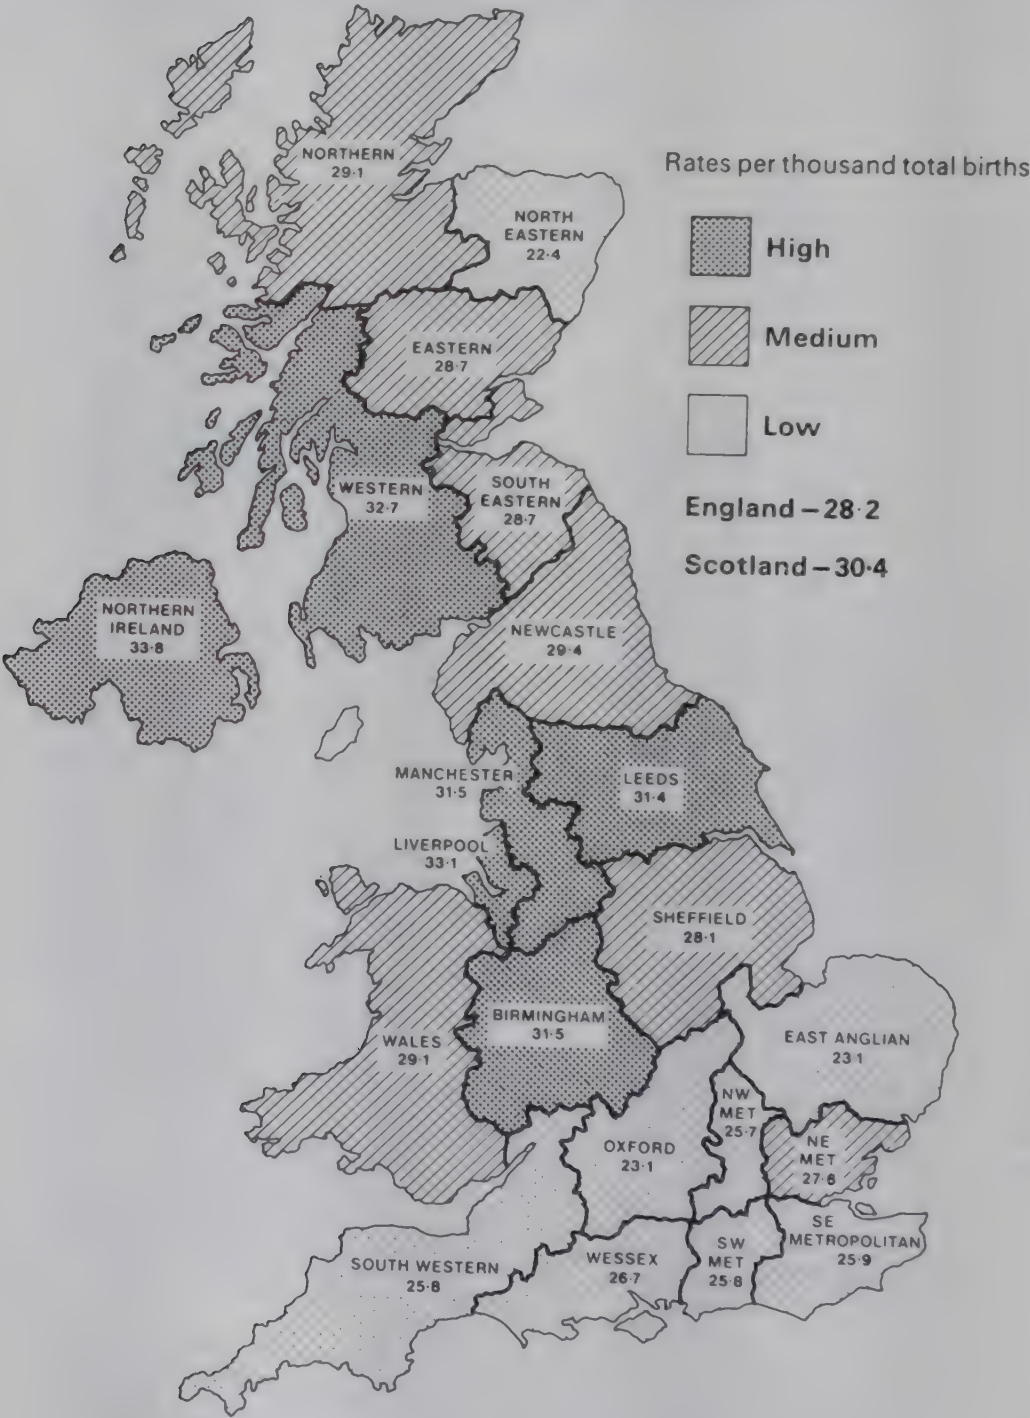 NORTHERN
29·1
Rates per thousand total births
NORTH
EASTERN
22·4
High
Medium
EASTERN
28·7
Low
WESTERN
32·7
SOUTH
EASTERN
28·7
England – 28·2
Scotland – 30·4
NORTHERN
IRELAND
33·8
NEWCASTLE
29·4
MANCHESTER
31·5
LEEDS
31·4
LIVERPOOL
33·1
SHEFFIELD
28·1
BIRMINGHAM
31·5
WALES
29·1
EAST ANGLIAN
23·1
NW
MET
25·7
OXFORD
23·1
NE
MET
27·6
SOUTH WESTERN
25·8
WESSEX
26·7
SW
MET
25·8
SE
METROPOLITAN
25·9